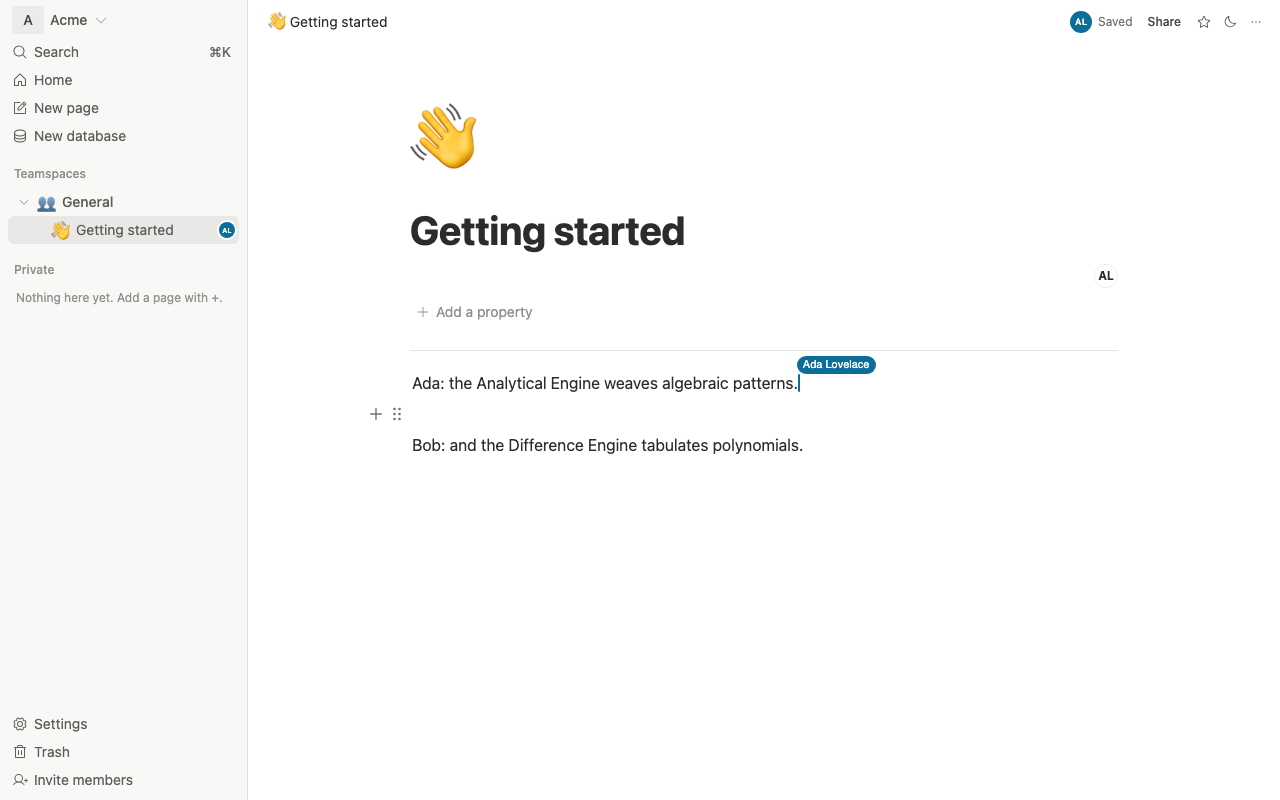 A Acme
Search ⌘K
Home
New page
New database
Teamspaces
General
Getting started AL
Private
Nothing here yet. Add a page with +.
Settings
Trash
Invite members
Getting started
AL Saved Share
Getting started
AL
Add a property
Ada Lovelace
Ada: the Analytical Engine weaves algebraic patterns.
Bob: and the Difference Engine tabulates polynomials.